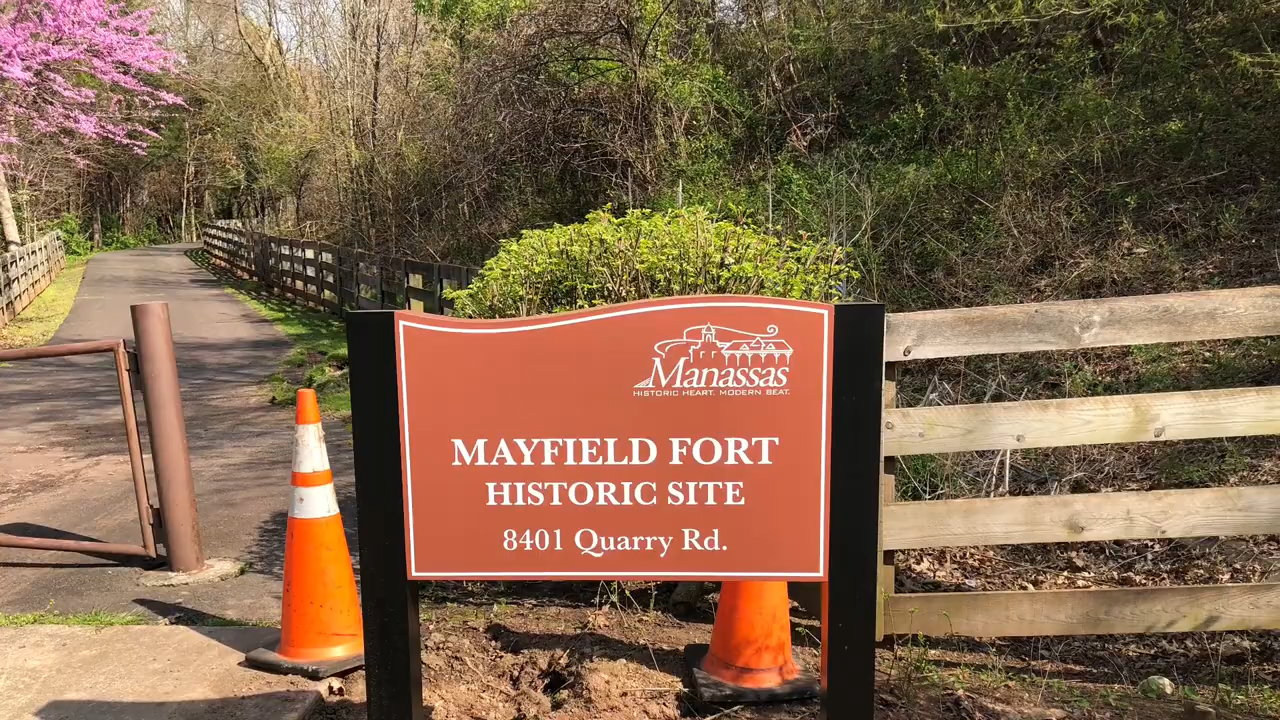 Manassas
HISTORIC HEART. MODERN BEAT.
MAYFIELD FORT
HISTORIC SITE
8401 Quarry Rd.